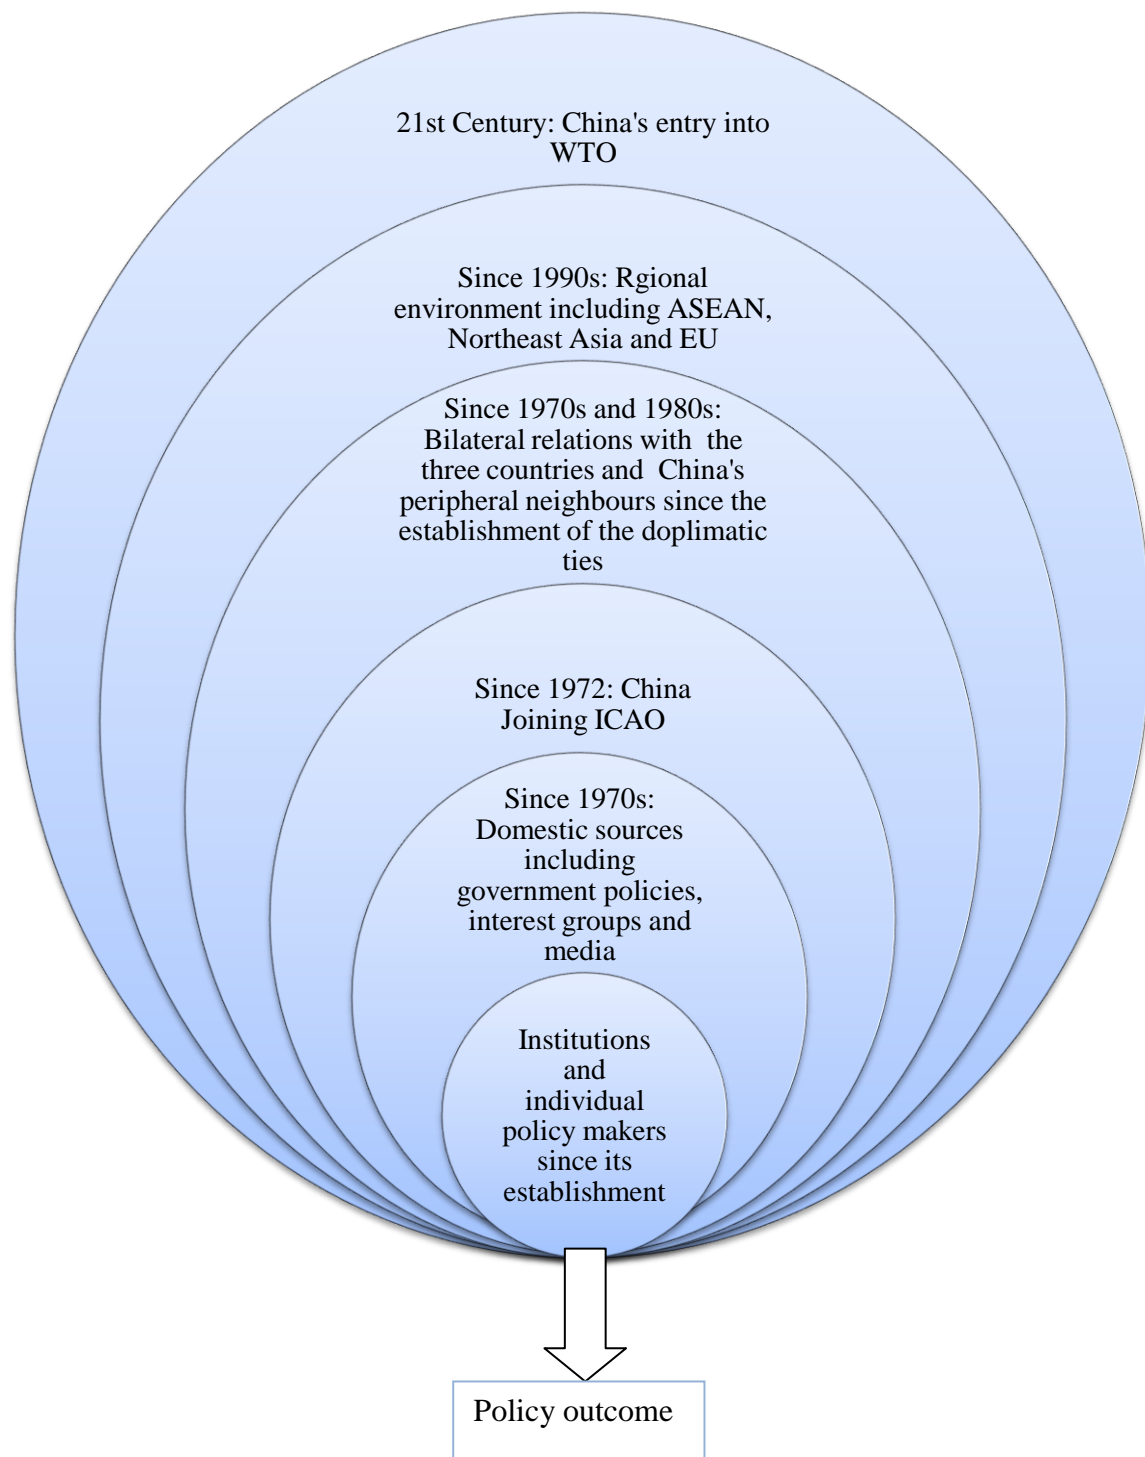 21st Century: China's entry into
WTO
Since 1990s: Rgional
environment including ASEAN,
Northeast Asia and EU
Since 1970s and 1980s:
Bilateral relations with  the
three countries and  China's
peripheral neighbours since the
establishment of the doplimatic
ties
Since 1972: China
Joining ICAO
Since 1970s:
Domestic sources
including
government policies,
interest groups and
media
Institutions
and
individual
policy makers
since its
establishment
Policy outcome